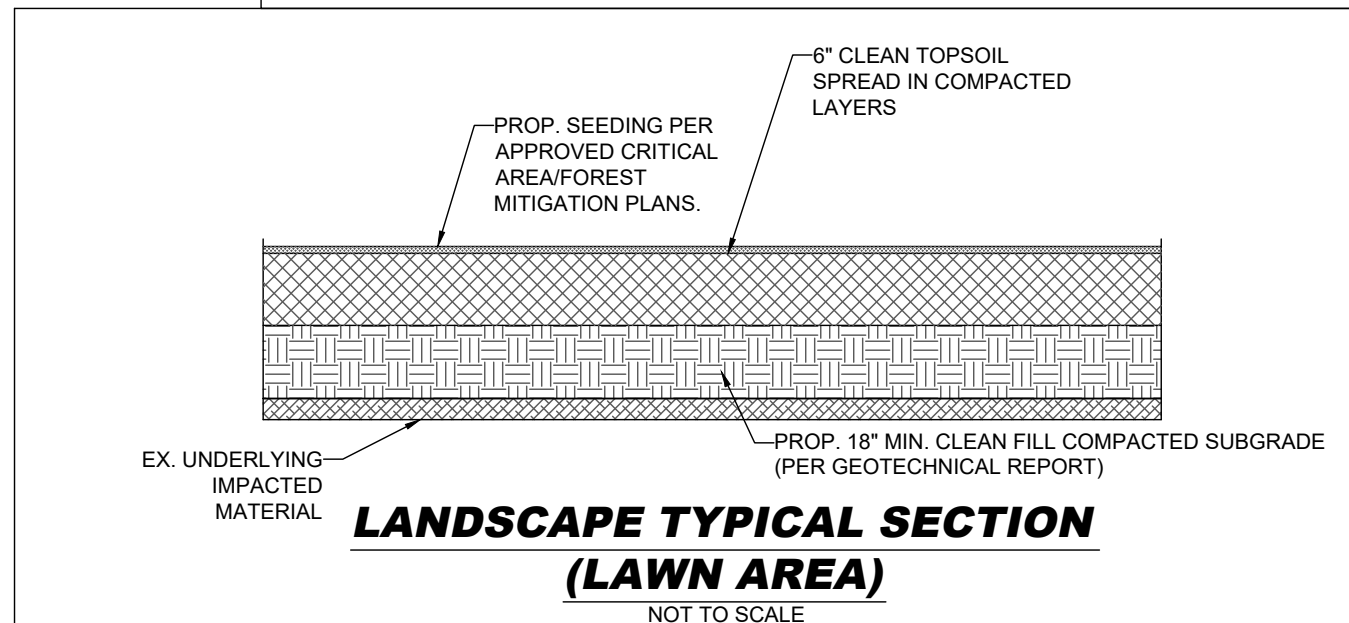 6" CLEAN TOPSOIL
SPREAD IN COMPACTED
LAYERS
PROP. SEEDING PER
APPROVED CRITICAL
AREA/FOREST
MITIGATION PLANS.
EX. UNDERLYING
IMPACTED
MATERIAL
PROP. 18" MIN. CLEAN FILL COMPACTED SUBGRADE
(PER GEOTECHNICAL REPORT)
LANDSCAPE TYPICAL SECTION
(LAWN AREA)
NOT TO SCALE